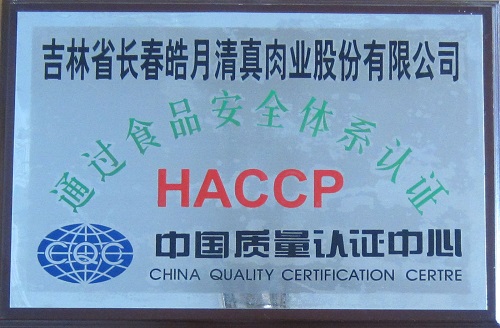 吉林省长春皓月清真肉业股份有限公司
通过食品安全体系认证
HACCP
CQC
中国质量认证中心
CHINA QUALITY CERTIFICATION CERTRE